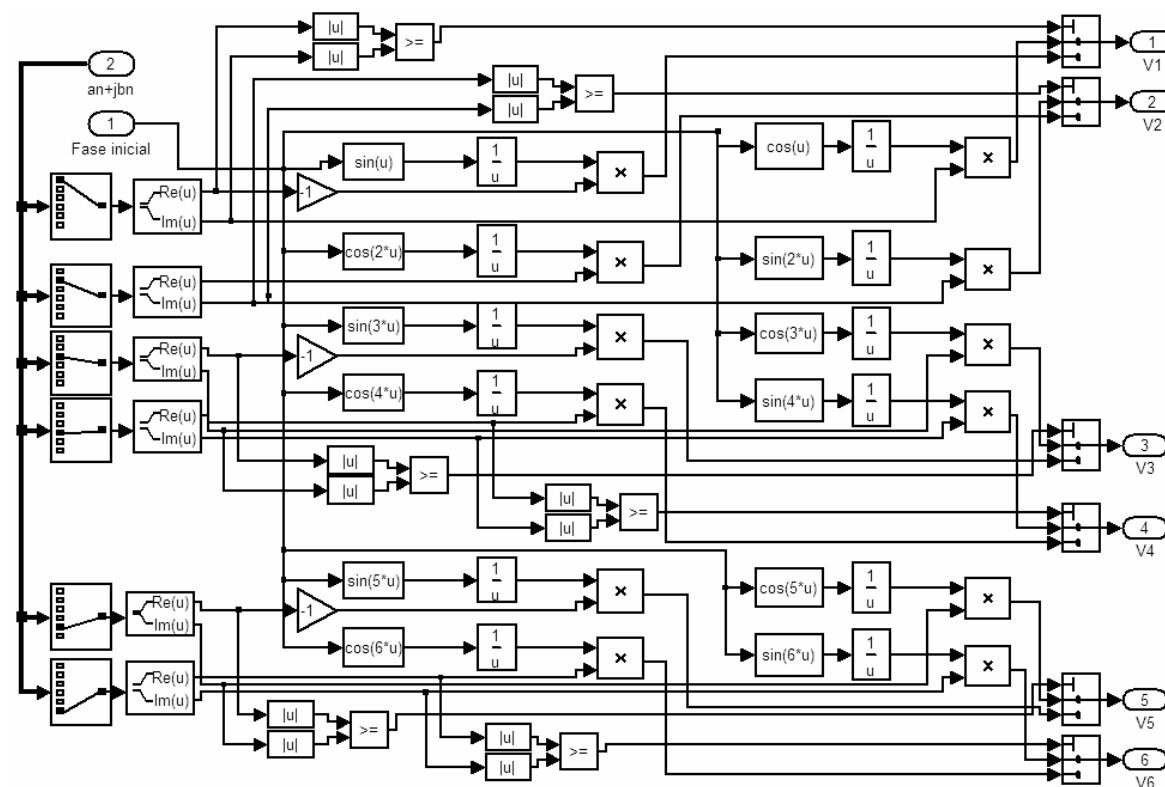 |u|
|u|
>=
1
V1
2
an+jbn
|u|
|u|
>=
2
V2
1
Fase inicial
sin(u)
1
u
×
cos(u)
1
u
×
Re(u)
Im(u)
-1
cos(2*u)
1
u
×
sin(2*u)
1
u
×
Re(u)
Im(u)
sin(3*u)
1
u
×
cos(3*u)
1
u
×
Re(u)
Im(u)
-1
cos(4*u)
1
u
×
sin(4*u)
1
u
×
Re(u)
Im(u)
|u|
|u|
>=
3
V3
|u|
|u|
>=
4
V4
sin(5*u)
1
u
×
cos(5*u)
1
u
×
Re(u)
Im(u)
-1
cos(6*u)
1
u
×
sin(6*u)
1
u
×
Re(u)
Im(u)
|u|
|u|
>=
5
V5
|u|
|u|
>=
6
V6